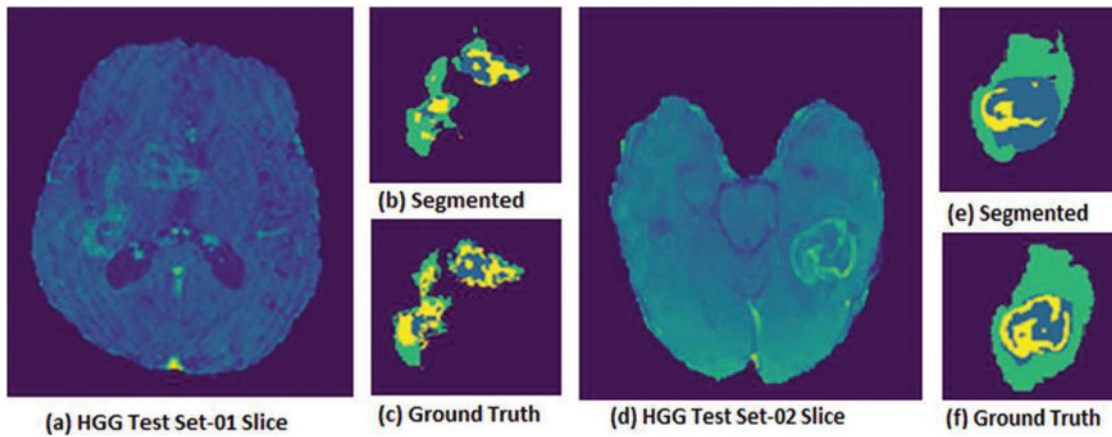 (b) Segmented
(e) Segmented
(a) HGG Test Set-01 Slice
(c) Ground Truth
(d) HGG Test Set-02 Slice
(f) Ground Truth